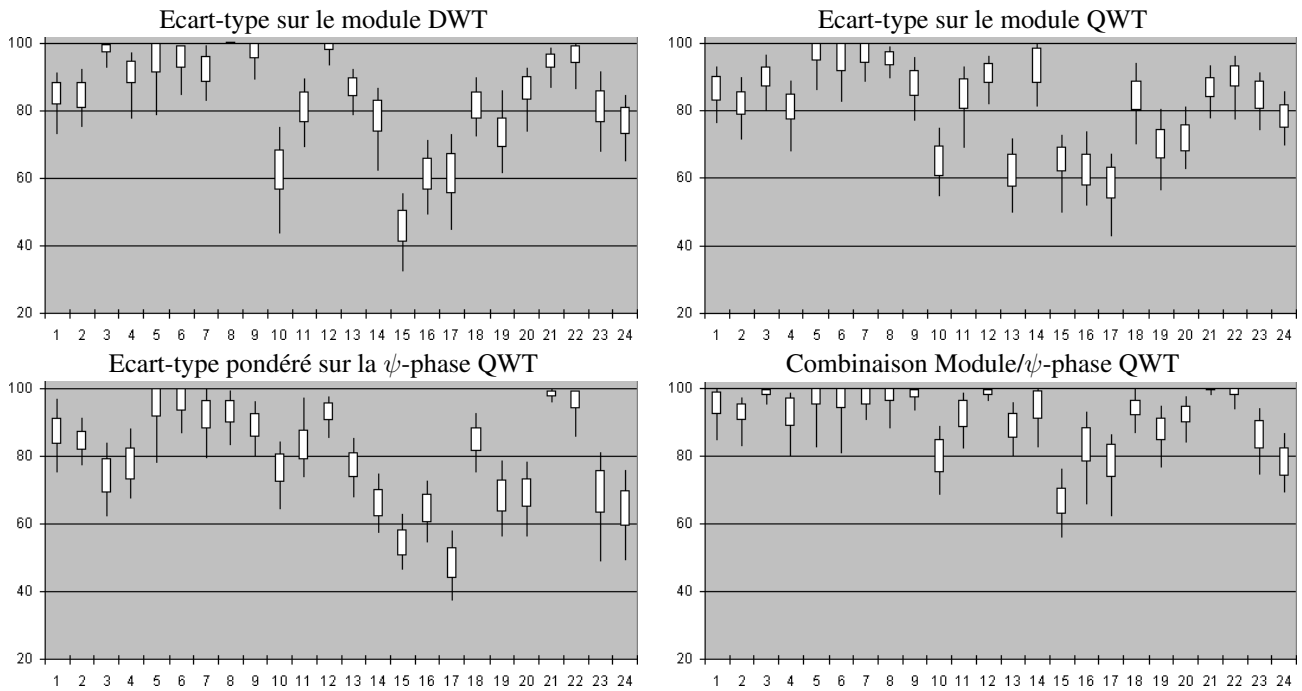 Ecart-type sur le module DWT
100
80
60
40
20
1 2 3 4 5 6 7 8 9 10 11 12 13 14 15 16 17 18 19 20 21 22 23 24
Ecart-type sur le module QWT
100
80
60
40
20
1 2 3 4 5 6 7 8 9 10 11 12 13 14 15 16 17 18 19 20 21 22 23 24
Ecart-type pondéré sur la ψ-phase QWT
100
80
60
40
20
1 2 3 4 5 6 7 8 9 10 11 12 13 14 15 16 17 18 19 20 21 22 23 24
Combinaison Module/ψ-phase QWT
100
80
60
40
20
1 2 3 4 5 6 7 8 9 10 11 12 13 14 15 16 17 18 19 20 21 22 23 24